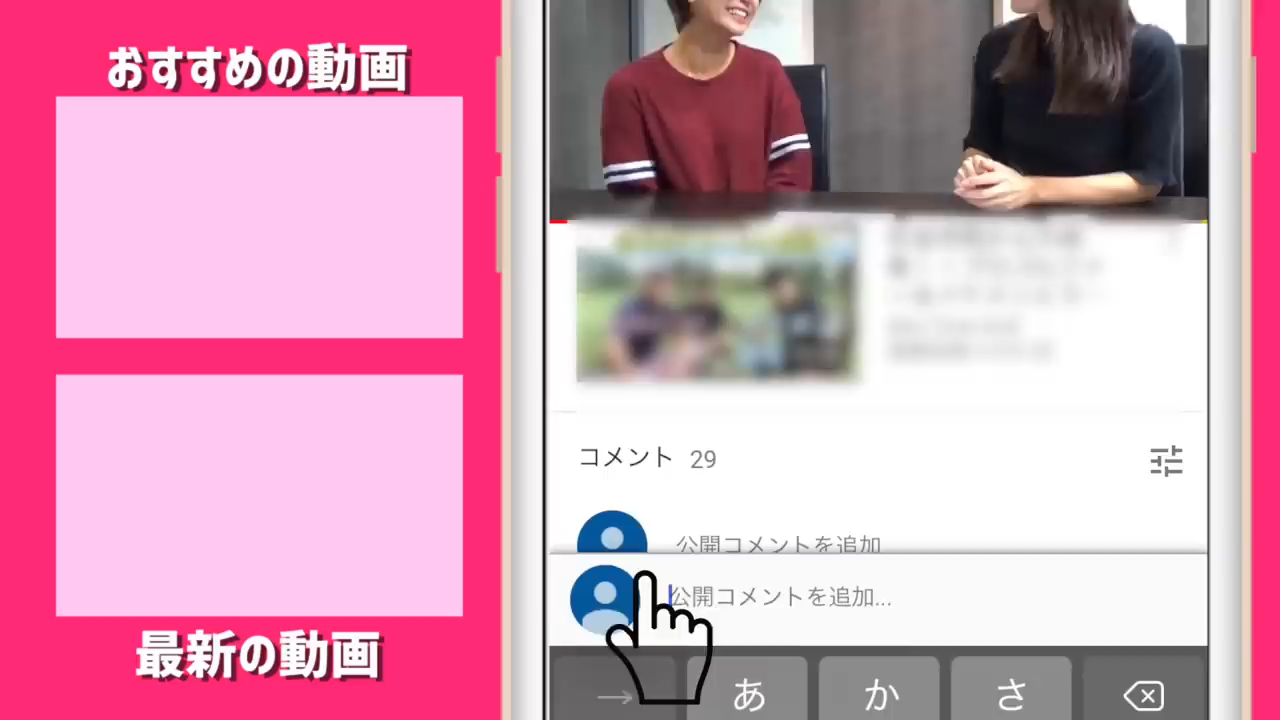 おすすめの動画
最新の動画
コメント 29
公開コメントを追加
公開コメントを追加...
→ あ か さ